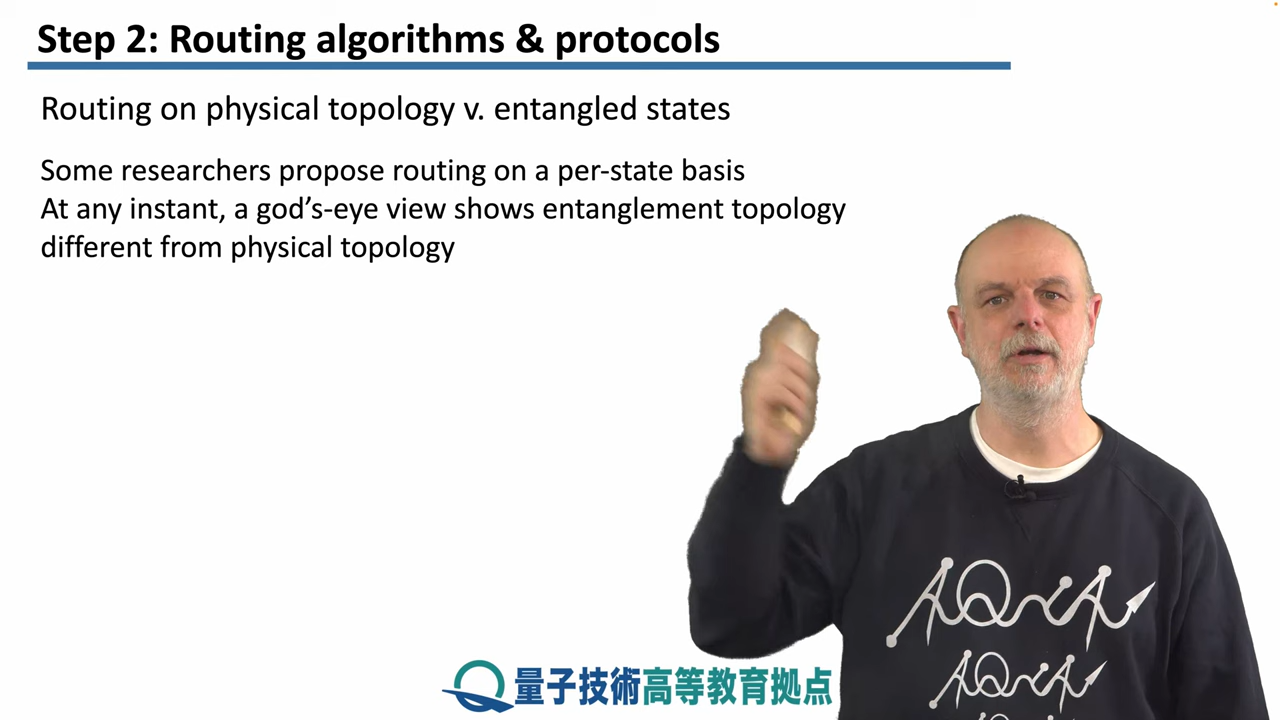 Step 2: Routing algorithms & protocols
Routing on physical topology v. entangled states
Some researchers propose routing on a per-state basis
At any instant, a god's-eye view shows entanglement topology
different from physical topology
AQUA
AQUA
量子技術高等教育拠点